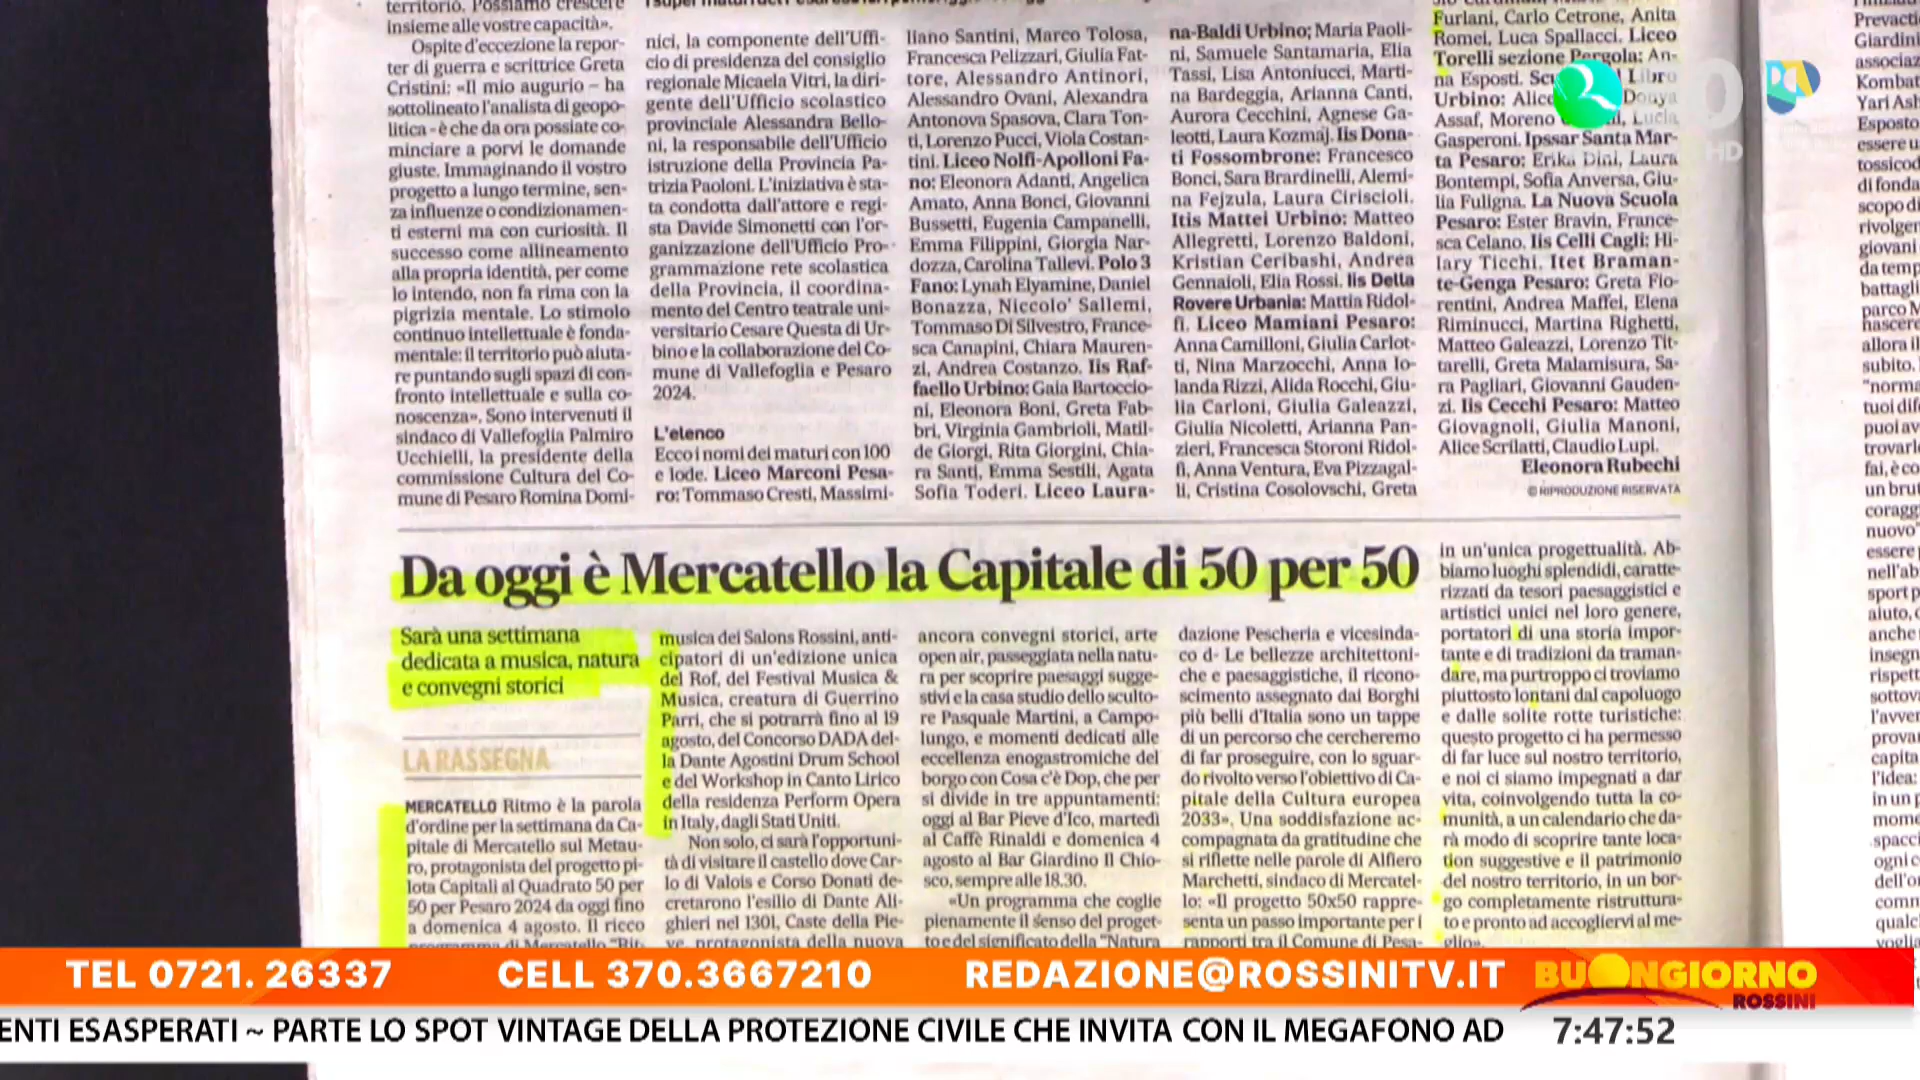 territorio. Possiamo crescere
insieme alle vostre capacità».
Ospite d'eccezione la repor-
ter di guerra e scrittrice Greta
Cristini: «Il mio augurio – ha
sottolineato l'analista di geopo-
litica - è che da ora possiate co-
minciare a porvi le domande
giuste. Immaginando il vostro
progetto a lungo termine, sen-
za influenze o condizionamen-
ti esterni ma con curiosità. Il
successo come allineamento
alla propria identità, per come
lo intendo, non fa rima con la
pigrizia mentale. Lo stimolo
continuo intellettuale è fonda-
mentale: il territorio può aiuta-
re puntando sugli spazi di con-
fronto intellettuale e sulla co-
noscenza». Sono intervenuti il
sindaco di Vallefoglia Palmiro
Ucchielli, la presidente della
commissione Cultura del Co-
mune di Pesaro Romina Domi-
nici, la componente dell'Uffi-
cio di presidenza del consiglio
regionale Micaela Vitri, la diri-
gente dell'Ufficio scolastico
provinciale Alessandra Bello-
ni, la responsabile dell'Ufficio
istruzione della Provincia Pa-
trizia Paoloni. L'iniziativa è sta-
ta condotta dall'attore e regi-
sta Davide Simonetti con l'or-
ganizzazione dell'Ufficio Pro-
grammazione rete scolastica
della Provincia, il coordina-
mento del Centro teatrale uni-
versitario Cesare Questa di Ur-
bino e la collaborazione del Co-
mune di Vallefoglia e Pesaro
2024.
L'elenco
Ecco i nomi dei maturi con 100
e lode. Liceo Marconi Pesa-
ro: Tommaso Cresti, Massimi-
liano Santini, Marco Tolosa,
Francesca Pelizzari, Giulia Fat-
tore, Alessandro Antinori,
Alessandro Ovani, Alexandra
Antonova Spasova, Clara Ton-
ti, Lorenzo Pucci, Viola Costan-
tini. Liceo Nolfi-Apolloni Fa-
no: Eleonora Adanti, Angelica
Amato, Anna Bonci, Giovanni
Bussetti, Eugenia Campanelli,
Emma Filippini, Giorgia Nar-
dozza, Carolina Tallevi. Polo 3
Fano: Lynah Elyamine, Daniel
Bonazza, Niccolo' Sallemi,
Tommaso Di Silvestro, France-
sca Canapini, Chiara Mauren-
zi, Andrea Costanzo. Iis Raf-
faello Urbino: Gaia Bartoccio-
ni, Eleonora Boni, Greta Fab-
bri, Virginia Gambrioli, Matil-
de Giorgi, Rita Giorgini, Chia-
ra Santi, Emma Sestili, Agata
Sofia Toderi. Liceo Laura-
na-Baldi Urbino; Maria Paoli-
ni, Samuele Santamaria, Elia
Tassi, Lisa Antoniucci, Marti-
na Bardeggia, Arianna Canti,
Aurora Cecchini, Agnese Ga-
leotti, Laura Kozmaj. Iis Dona-
ti Fossombrone: Francesco
Bonci, Sara Brardinelli, Alemi-
na Fejzula, Laura Ciriscioli.
Itis Mattei Urbino: Matteo
Allegretti, Lorenzo Baldoni,
Kristian Ceribashi, Andrea
Gennaioli, Elia Rossi. Iis Della
Rovere Urbania: Mattia Ridol-
fi. Liceo Mamiani Pesaro:
Anna Camilloni, Giulia Carlot-
ti, Nina Marzocchi, Anna Io-
landa Rizzi, Alida Rocchi, Giu-
lia Carloni, Giulia Galeazzi,
Giulia Nicoletti, Arianna Pan-
zieri, Francesca Storoni Ridol-
fi, Anna Ventura, Eva Pizzagal-
li, Cristina Cosolovschi, Greta
Furlani, Carlo Cetrone, Anita
Romei, Luca Spallacci. Liceo
Torelli sezione Pergola: An-
na Esposti. Libro
Urbino: Alice Donya
Assaf, Moreno Lucia
Gasperoni. Ipssar Santa Mar-
ta Pesaro: Erika Dini, Laura
Bontempi, Sofia Anversa, Giu-
lia Fuligna. La Nuova Scuola
Pesaro: Ester Bravin, France-
sca Celano. Iis Celli Cagli: Hi-
lary Ticchi. Itet Braman-
te-Genga Pesaro: Greta Fio-
rentini, Andrea Maffei, Elena
Riminucci, Martina Righetti,
Matteo Galeazzi, Lorenzo Tit-
tarelli, Greta Malamisura, Sa-
ra Pagliari, Giovanni Gauden-
zi. Iis Cecchi Pesaro: Matteo
Giovagnoli, Giulia Manoni,
Alice Scrilatti, Claudio Lupi.
Eleonora Rubechi
© RIPRODUZIONE RISERVATA
HD
Da oggi è Mercatello la Capitale di 50 per 50
Sarà una settimana
dedicata a musica, natura
e convegni storici
LA RASSEGNA
MERCATELLO Ritmo è la parola
d'ordine per la settimana da Ca-
pitale di Mercatello sul Metau-
ro, protagonista del progetto pi-
lota Capitali al Quadrato 50 per
50 per Pesaro 2024 da oggi fino
a domenica 4 agosto. Il ricco
programma di Mercatello "Rit-
musica dei Salons Rossini, anti-
cipatori di un'edizione unica
del Rof, del Festival Musica &
Musica, creatura di Guerrino
Parri, che si potrarrà fino al 19
agosto, del Concorso DADA del-
la Dante Agostini Drum School
e del Workshop in Canto Lirico
della residenza Perform Opera
in Italy, dagli Stati Uniti.
Non solo, ci sarà l'opportuni-
tà di visitare il castello dove Car-
lo di Valois e Corso Donati de-
cretarono l'esilio di Dante Ali-
ghieri nel 1301, Caste della Pie-
ve, protagonista della nuova
ancora convegni storici, arte
open air, passeggiata nella natu-
ra per scoprire paesaggi sugge-
stivi e la casa studio dello sculto-
re Pasquale Martini, a Campo-
lungo, e momenti dedicati alle
eccellenza enogastromiche del
borgo con Cosa c'è Dop, che per
si divide in tre appuntamenti:
oggi al Bar Pieve d'Ico, martedì
al Caffè Rinaldi e domenica 4
agosto al Bar Giardino Il Chio-
sco, sempre alle 18.30.
«Un programma che coglie
pienamente il senso del proget-
to e del significato della "Natura
dazione Pescheria e vicesinda-
co d- Le bellezze architettoni-
che e paesaggistiche, il ricono-
scimento assegnato dai Borghi
più belli d'Italia sono un tappe
di un percorso che cercheremo
di far proseguire, con lo sguar-
do rivolto verso l'obiettivo di Ca-
pitale della Cultura europea
2033». Una soddisfazione ac-
compagnata da gratitudine che
si riflette nelle parole di Alfiero
Marchetti, sindaco di Mercatel-
lo: «Il progetto 50x50 rappre-
senta un passo importante per i
rapporti tra il Comune di Pesa-
in un'unica progettualità. Ab-
biamo luoghi splendidi, caratte-
rizzati da tesori paesaggistici e
artistici unici nel loro genere,
portatori di una storia impor-
tante e di tradizioni da traman-
dare, ma purtroppo ci troviamo
piuttosto lontani dal capoluogo
e dalle solite rotte turistiche:
questo progetto ci ha permesso
di far luce sul nostro territorio,
e noi ci siamo impegnati a dar
vita, coinvolgendo tutta la co-
munità, a un calendario che da-
rà modo di scoprire tante loca-
tion suggestive e il patrimonio
del nostro territorio, in un bor-
go completamente ristruttura-
to e pronto ad accogliervi al me-
glio».
TEL 0721. 26337 CELL 370.3667210 REDAZIONE@ROSSINITV.IT
BUONGIORNO
ROSSINI
ENTI ESASPERATI ~ PARTE LO SPOT VINTAGE DELLA PROTEZIONE CIVILE CHE INVITA CON IL MEGAFONO AD
7:47:52